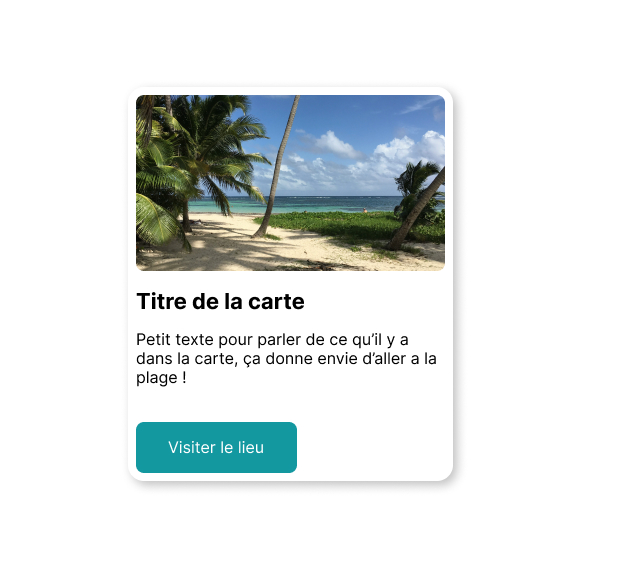 Titre de la carte
Petit texte pour parler de ce qu’il y a
dans la carte, ça donne envie d’aller a la
plage !
Visiter le lieu